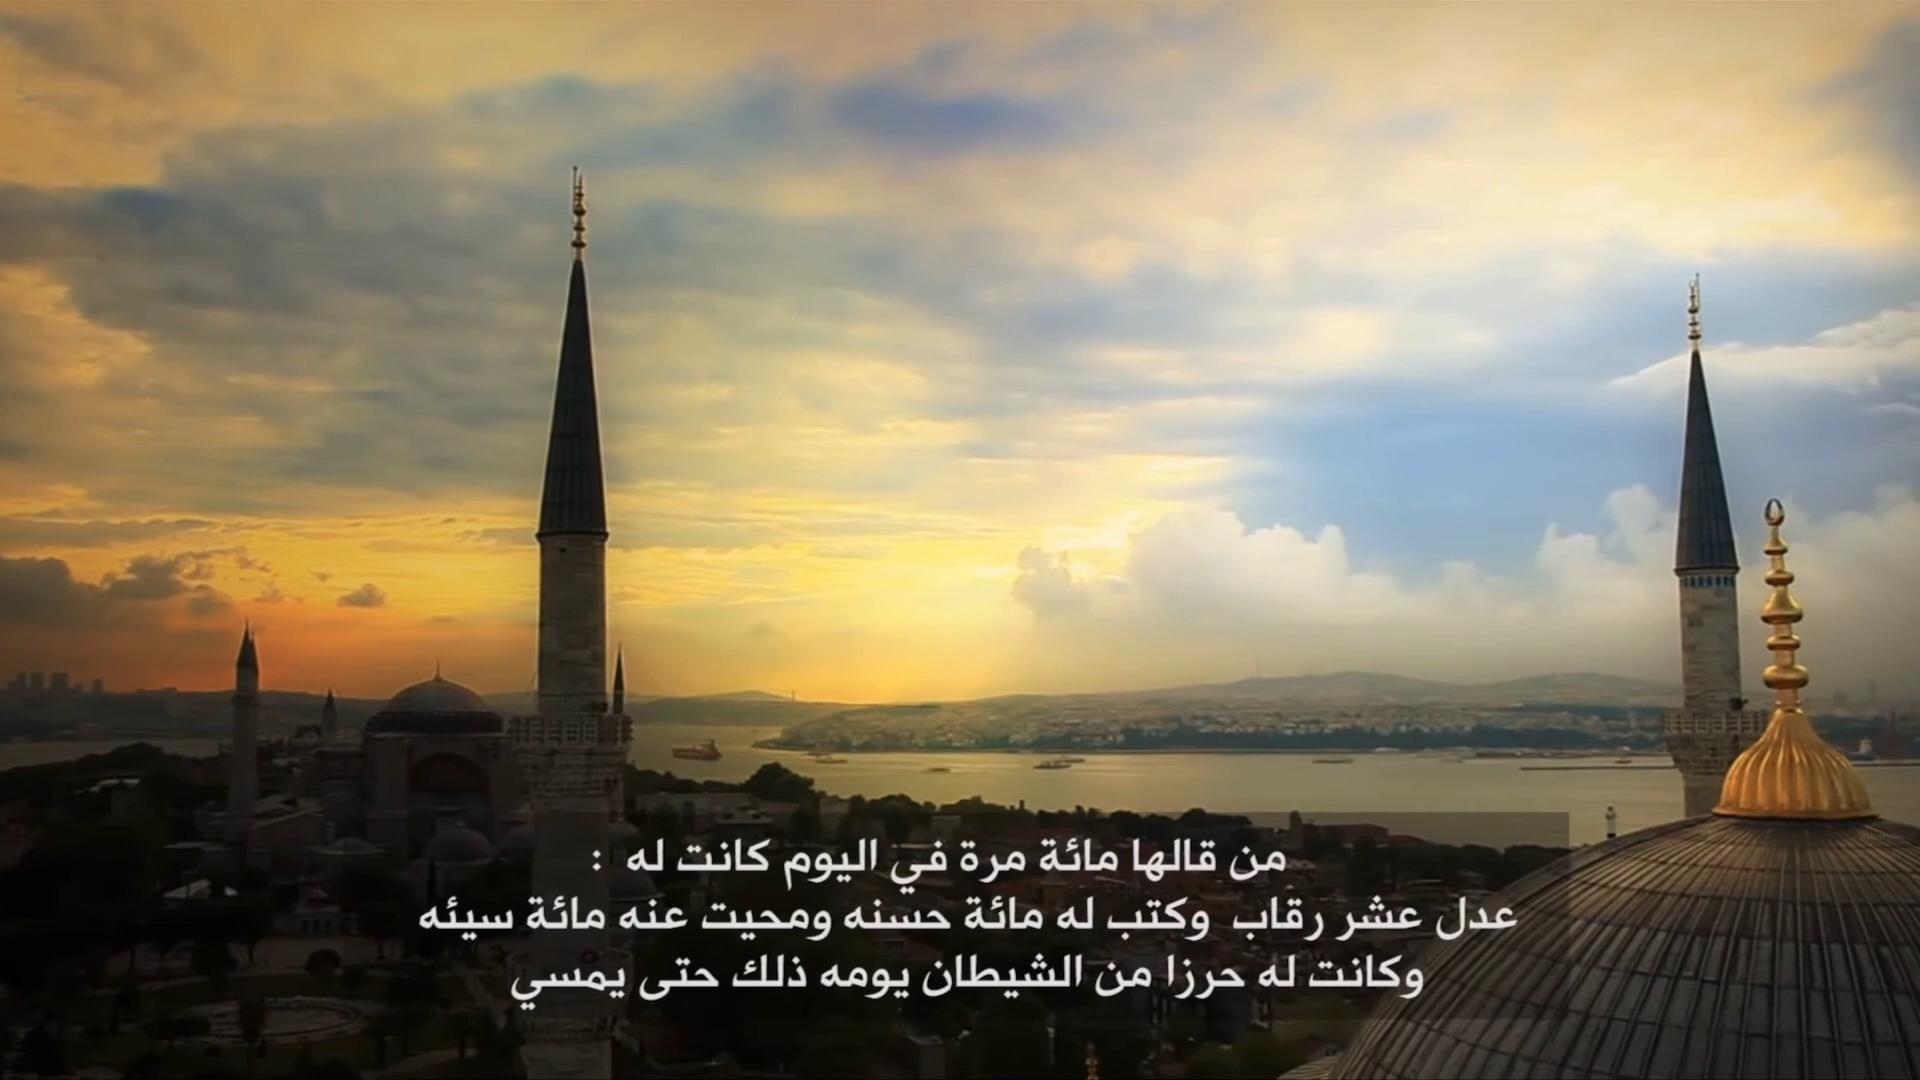 من قالها مائة مرة في اليوم كانت له :
عدل عشر رقاب وكتب له مائة حسنه ومحيت عنه مائة سيئه
وكانت له حرزا من الشيطان يومه ذلك حتى يمسي